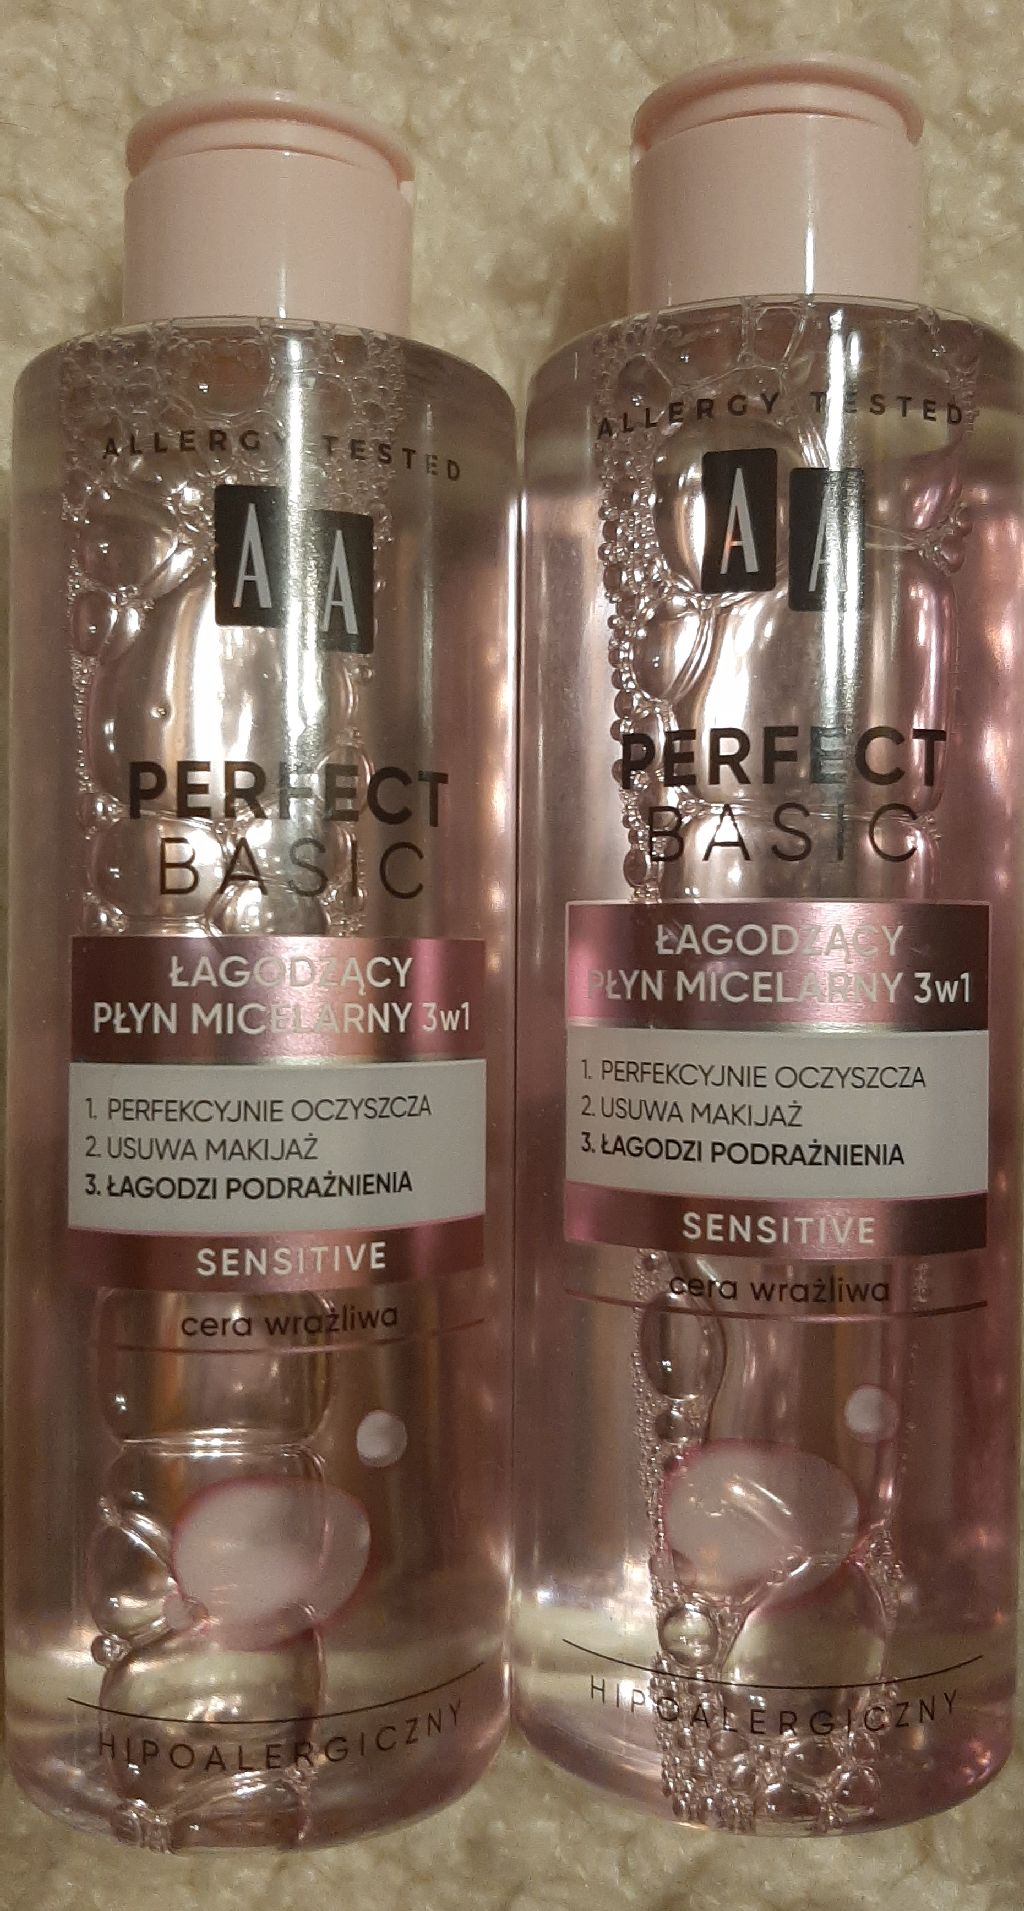 ALLERGY TESTED
AA
PERFECT
BASIC
ŁAGODZĄCY
PŁYN MICELARNY 3w1
1. PERFEKCYJNIE OCZYSZCZA
2. USUWA MAKIJAŻ
3. ŁAGODZI PODRAŻNIENIA
SENSITIVE
cera wrażliwa
HIPOALERGICZNY
ALLERGY TESTED
AA
PERFECT
BASIC
ŁAGODZĄCY
PŁYN MICELARNY 3w1
1. PERFEKCYJNIE OCZYSZCZA
2. USUWA MAKIJAŻ
3. ŁAGODZI PODRAŻNIENIA
SENSITIVE
cera wrażliwa
HIPOALERGICZNY